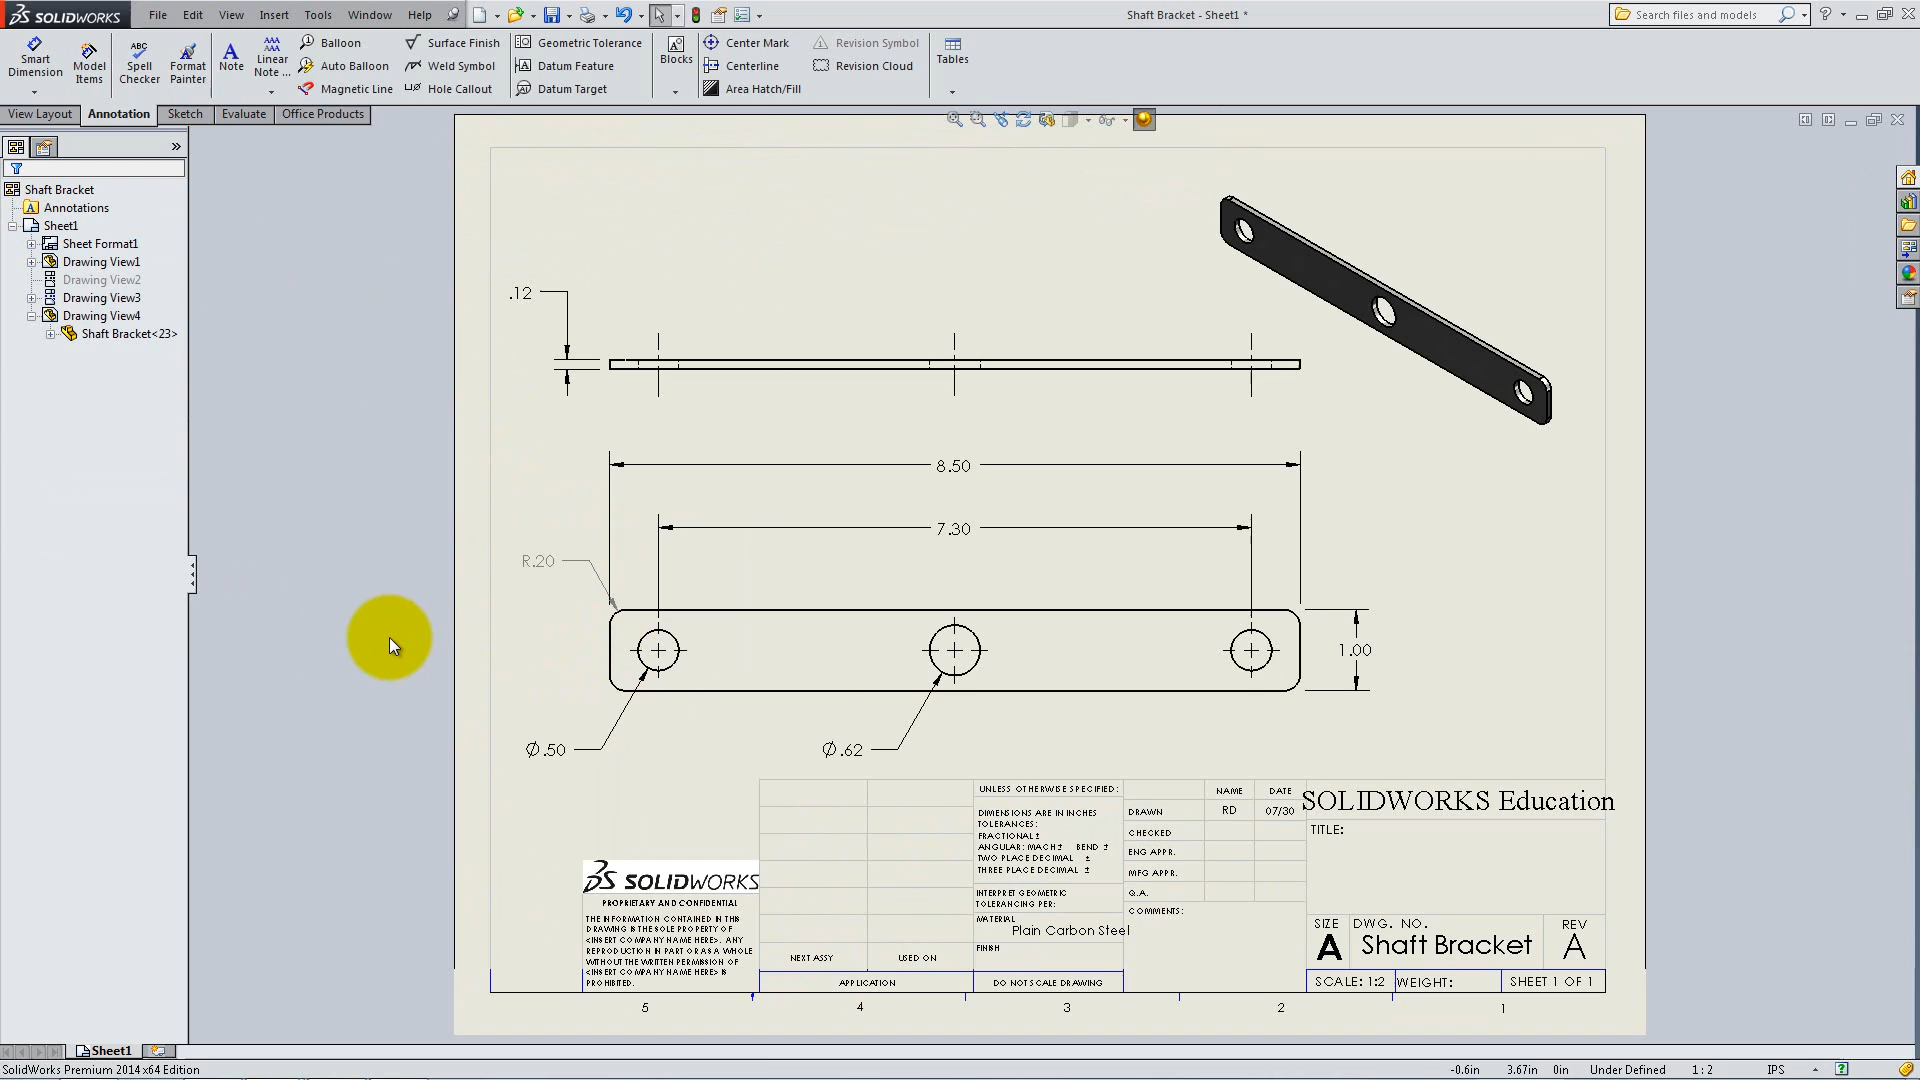 SOLIDWORKS
File Edit View Insert Tools Window Help
Shaft Bracket - Sheet1 *
Search files and models
Smart Dimension
Model Items
Spell Checker
Format Painter
Note
Linear Note ...
Balloon
Auto Balloon
Magnetic Line
Surface Finish
Weld Symbol
Hole Callout
Geometric Tolerance
Datum Feature
Datum Target
Blocks
Center Mark
Centerline
Area Hatch/Fill
Revision Symbol
Revision Cloud
Tables
View Layout Annotation Sketch Evaluate Office Products
Shaft Bracket
Annotations
Sheet1
Sheet Format1
Drawing View1
Drawing View2
Drawing View3
Drawing View4
Shaft Bracket<23>
.12
8.50
7.30
R.20
1.00
Ø.50
Ø.62
SOLIDWORKS
PROPRIETARY AND CONFIDENTIAL
THE INFORMATION CONTAINED IN THIS
DRAWING IS THE SOLE PROPERTY OF
<INSERT COMPANY NAME HERE>. ANY
REPRODUCTION IN PART OR AS A WHOLE
WITHOUT THE WRITTEN PERMISSION OF
<INSERT COMPANY NAME HERE> IS
PROHIBITED.
NEXT ASSY USED ON
APPLICATION
UNLESS OTHERWISE SPECIFIED:
DIMENSIONS ARE IN INCHES
TOLERANCES:
FRACTIONAL ±
ANGULAR: MACH ± BEND ±
TWO PLACE DECIMAL ±
THREE PLACE DECIMAL ±
INTERPRET GEOMETRIC
TOLERANCING PER:
MATERIAL
Plain Carbon Steel
FINISH
DO NOT SCALE DRAWING
NAME DATE
DRAWN RD 07/30
CHECKED
ENG APPR.
MFG APPR.
Q.A.
COMMENTS:
SOLIDWORKS Education
TITLE:
SIZE DWG. NO. REV
A Shaft Bracket A
SCALE: 1:2 WEIGHT: SHEET 1 OF 1
5 4 3 2 1
Sheet1
SolidWorks Premium 2014 x64 Edition
-0.6in 3.67in 0in Under Defined 1 : 2 IPS